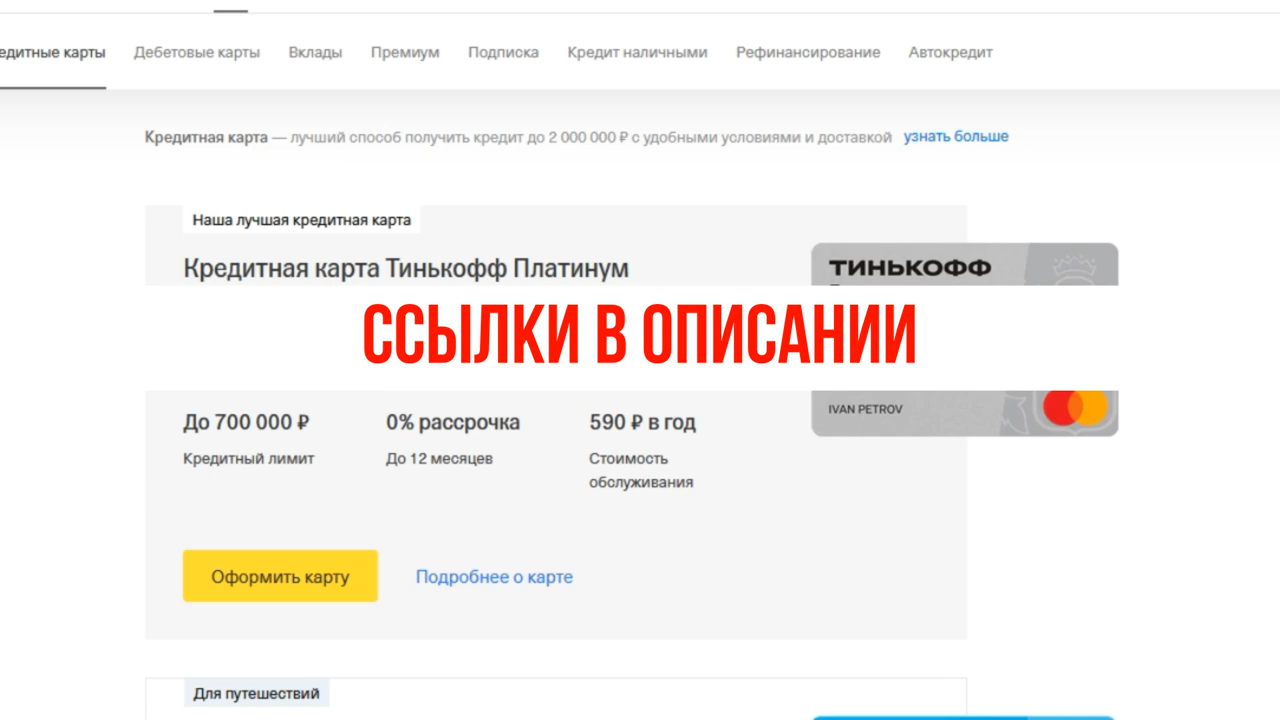 едитные карты Дебетовые карты Вклады Премиум Подписка Кредит наличными Рефинансирование Автокредит
Кредитная карта — лучший способ получить кредит до 2 000 000 ₽ с удобными условиями и доставкой узнать больше
Наша лучшая кредитная карта
Кредитная карта Тинькофф Платинум
ТИНЬКОФФ
ССЫЛКИ В ОПИСАНИИ
IVAN PETROV
До 700 000 ₽ 0% рассрочка 590 ₽ в год
Кредитный лимит До 12 месяцев Стоимость
обслуживания
Оформить карту Подробнее о карте
Для путешествий